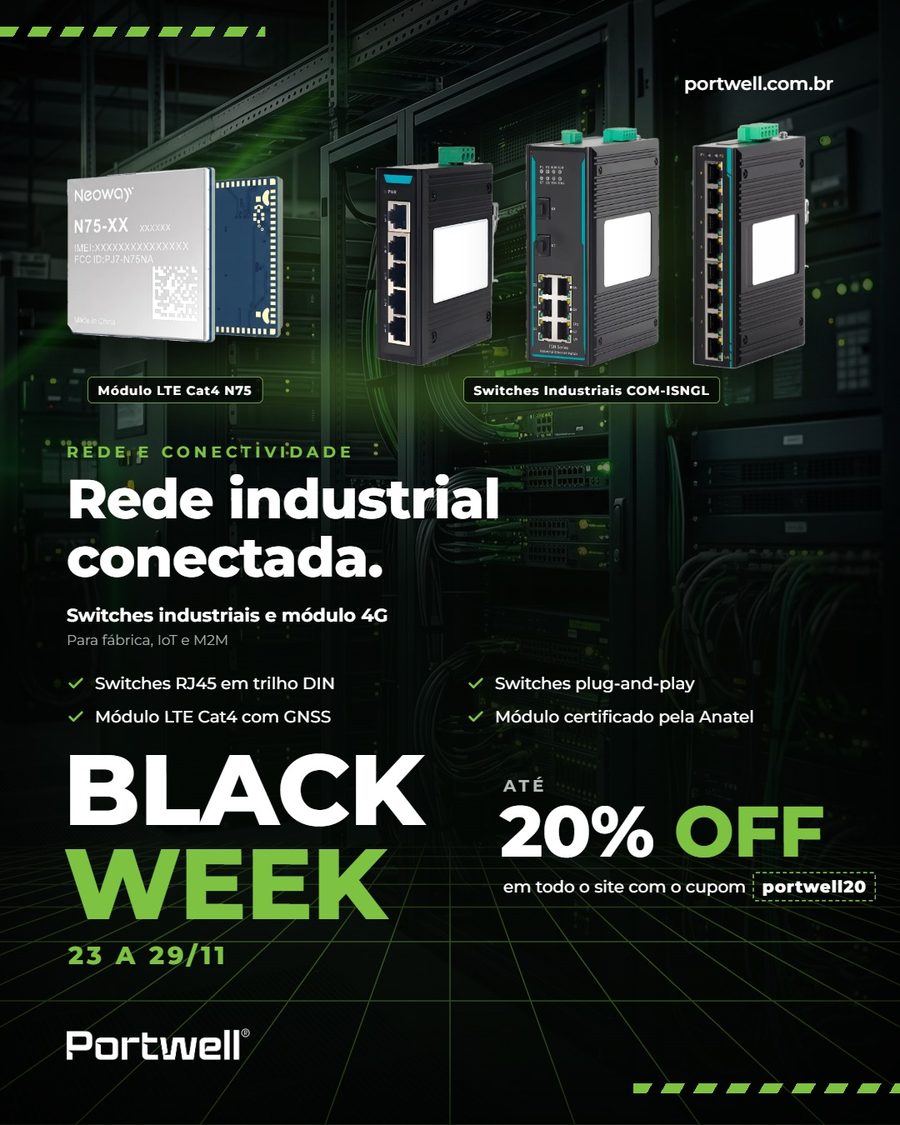 portwell.com.br
Neoway
N75-XX XXXXXX
IMEI:XXXXXXXXXXXXXXX
FCC ID:PJ7-N75NA
Made in China
Módulo LTE Cat4 N75
Switches Industriais COM-ISNGL
REDE E CONECTIVIDADE
Rede industrial
conectada.
Switches industriais e módulo 4G
Para fábrica, IoT e M2M
Switches RJ45 em trilho DIN
Switches plug-and-play
Módulo LTE Cat4 com GNSS
Módulo certificado pela Anatel
BLACK
WEEK
23 A 29/11
ATÉ
20% OFF
em todo o site com o cupom portwell20
Portwell®